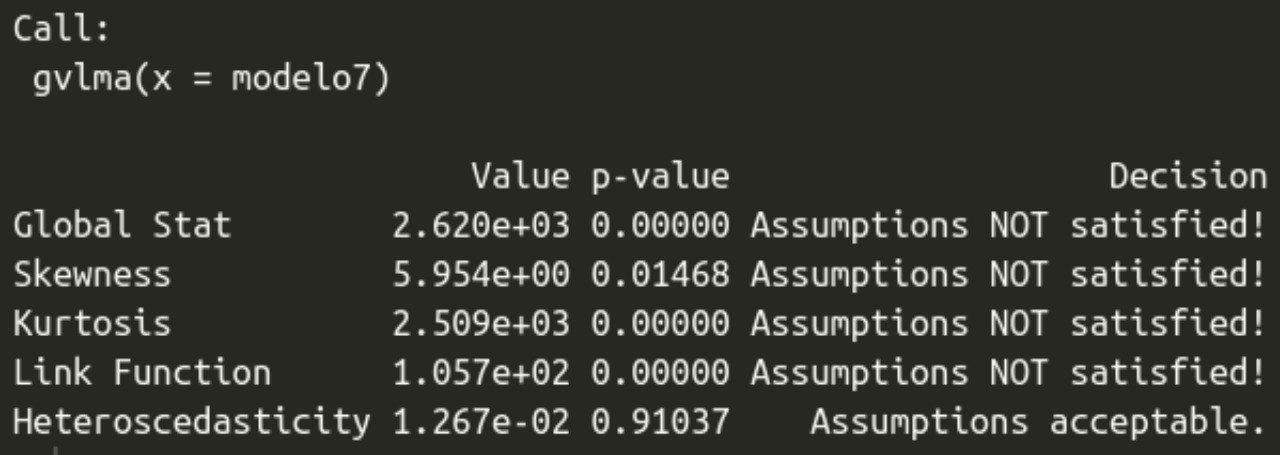 Call:
gvlma(x = modelo7)
Value p-value Decision
Global Stat 2.620e+03 0.00000 Assumptions NOT satisfied!
Skewness 5.954e+00 0.01468 Assumptions NOT satisfied!
Kurtosis 2.509e+03 0.00000 Assumptions NOT satisfied!
Link Function 1.057e+02 0.00000 Assumptions NOT satisfied!
Heteroscedasticity 1.267e-02 0.91037 Assumptions acceptable.